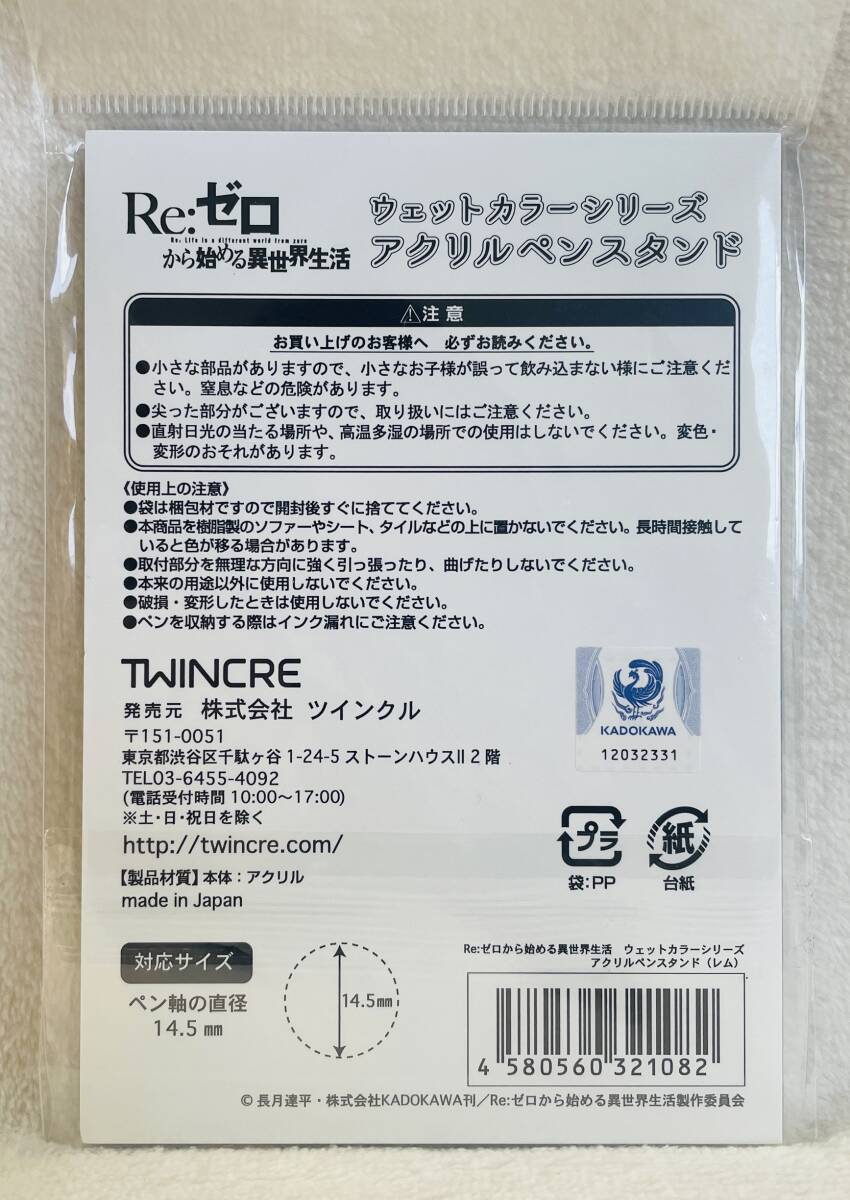 Re:ゼロ
Re: Life in a different world from zero
から始める異世界生活
ウェットカラーシリーズ
アクリルペンスタンド
⚠注意
お買い上げのお客様へ 必ずお読みください。
●小さな部品がありますので、小さなお子様が誤って飲み込まない様にご注意くだ
さい。窒息などの危険があります。
●尖った部分がございますので、取り扱いにはご注意ください。
●直射日光の当たる場所や、高温多湿の場所での使用はしないでください。変色・
変形のおそれがあります。
《使用上の注意》
●袋は梱包材ですので開封後すぐに捨ててください。
●本商品を樹脂製のソファーやシート、タイルなどの上に置かないでください。長時間接触して
いると色が移る場合があります。
●取付部分を無理な方向に強く引っ張ったり、曲げたりしないでください。
●本来の用途以外に使用しないでください。
●破損・変形したときは使用しないでください。
●ペンを収納する際はインク漏れにご注意ください。
TWINCRE
発売元 株式会社 ツインクル
〒151-0051
東京都渋谷区千駄ヶ谷 1-24-5 ストーンハウスII 2 階
TEL03-6455-4092
(電話受付時間 10:00〜17:00)
※土・日・祝日を除く
http://twincre.com/
【製品材質】本体：アクリル
made in Japan
KADOKAWA
12032331
プラ
袋:PP
紙
台紙
対応サイズ
ペン軸の直径
14.5 ㎜
14.5㎜
Re:ゼロから始める異世界生活 ウェットカラーシリーズ
アクリルペンスタンド（レム）
4 580560 321082
© 長月達平・株式会社KADOKAWA刊／Re:ゼロから始める異世界生活製作委員会